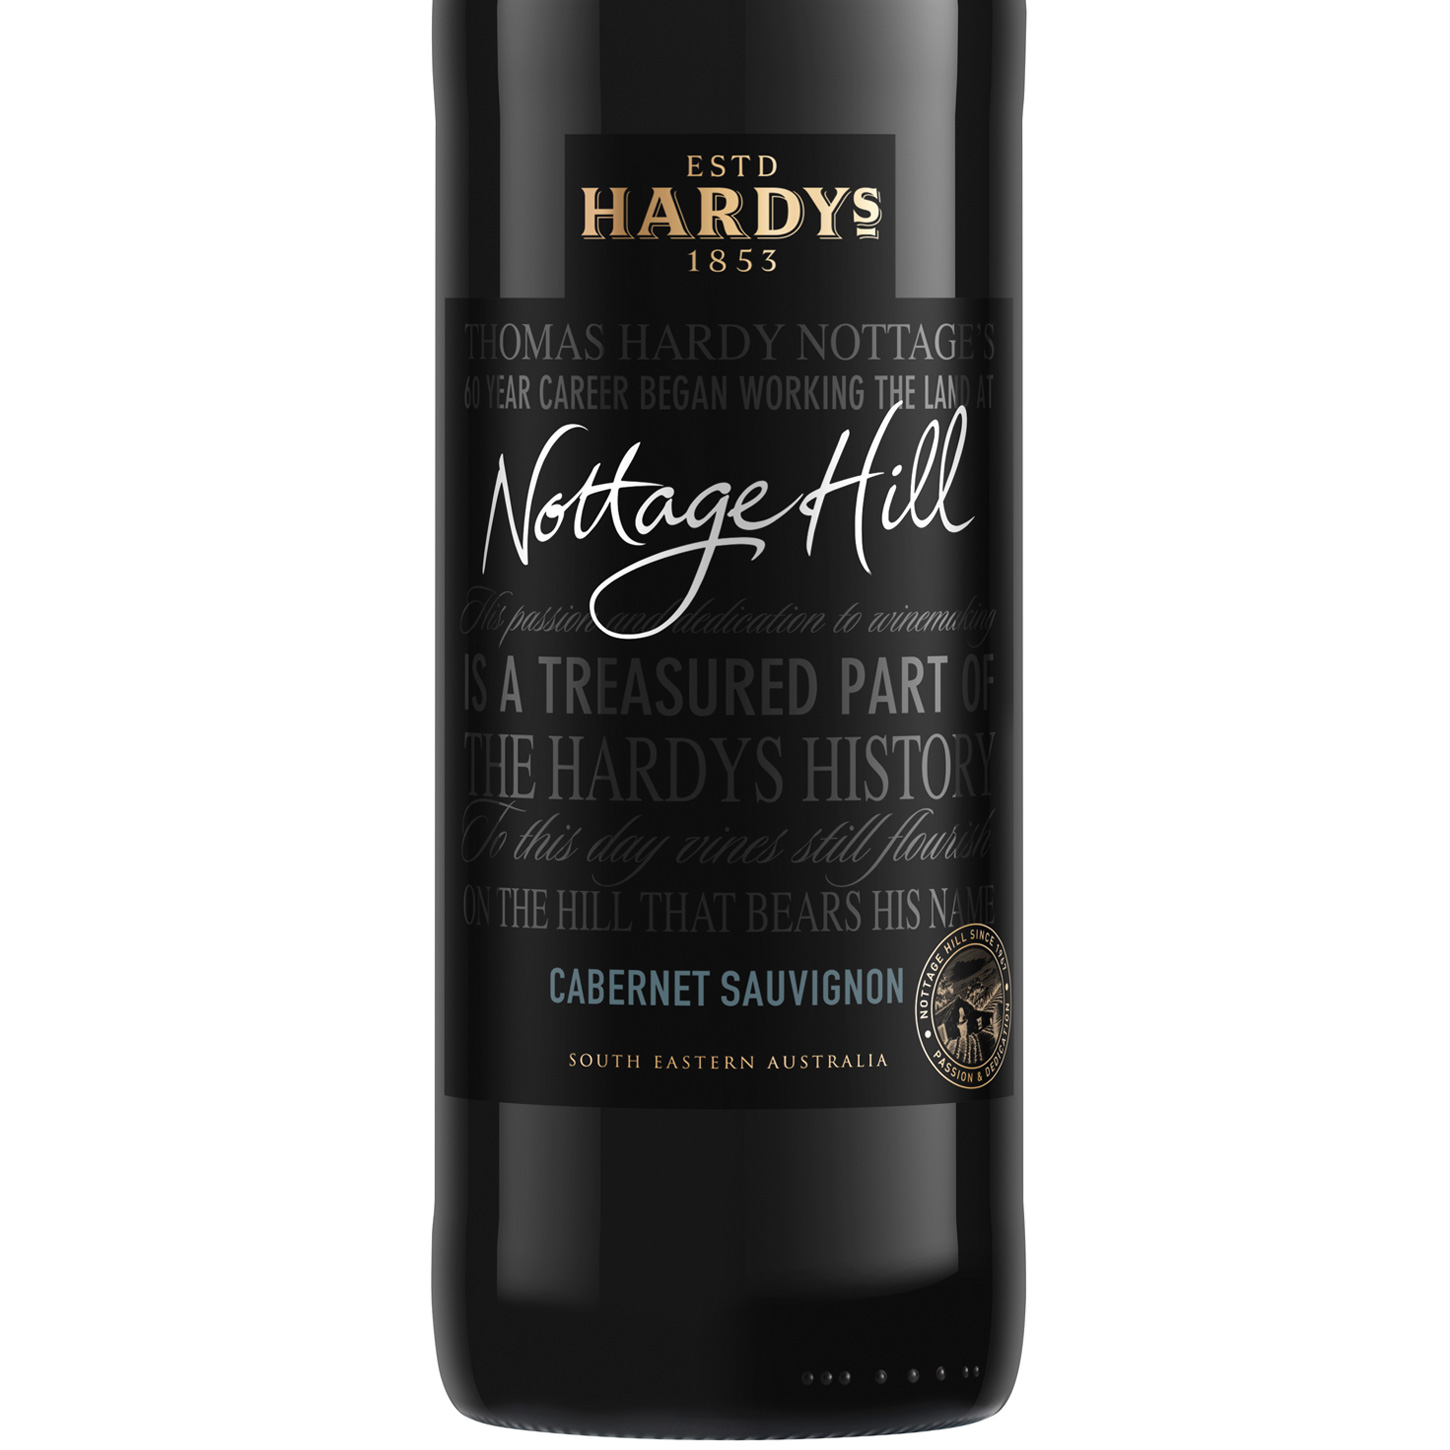 ESTD
HARDYS
1853
THOMAS HARDY NOTTAGE'S
60 YEAR CAREER BEGAN WORKING THE LAND AT
Nottage Hill
His passion and dedication to winemaking
IS A TREASURED PART OF
THE HARDYS HISTORY
To this day vines still flourish
ON THE HILL THAT BEARS HIS NAME
CABERNET SAUVIGNON
NOTTAGE HILL SINCE 1967
• PASSION & DEDICATION •
SOUTH EASTERN AUSTRALIA